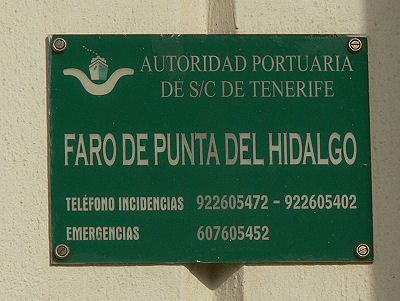 AUTORIDAD PORTUARIA
DE S/C DE TENERIFE
FARO DE PUNTA DEL HIDALGO
TELÉFONO INCIDENCIAS 922605472 - 922605402
EMERGENCIAS 607605452